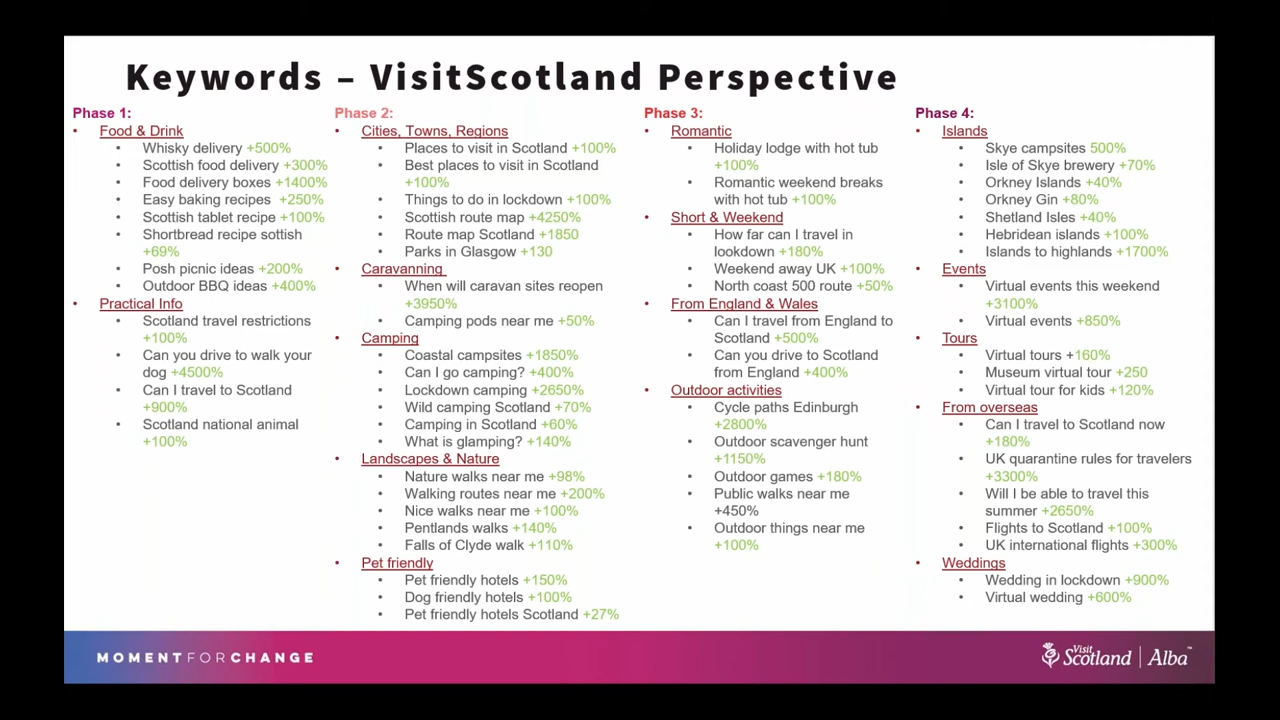 Keywords – VisitScotland Perspective
Phase 1:
• Food & Drink
• Whisky delivery +500%
• Scottish food delivery +300%
• Food delivery boxes +1400%
• Easy baking recipes +250%
• Scottish tablet recipe +100%
• Shortbread recipe sottish
+69%
• Posh picnic ideas +200%
• Outdoor BBQ ideas +400%
• Practical Info
• Scotland travel restrictions
+100%
• Can you drive to walk your
dog +4500%
• Can I travel to Scotland
+900%
• Scotland national animal
+100%
Phase 2:
• Cities, Towns, Regions
• Places to visit in Scotland +100%
• Best places to visit in Scotland
+100%
• Things to do in lockdown +100%
• Scottish route map +4250%
• Route map Scotland +1850
• Parks in Glasgow +130
• Caravanning
• When will caravan sites reopen
+3950%
• Camping pods near me +50%
• Camping
• Coastal campsites +1850%
• Can I go camping? +400%
• Lockdown camping +2650%
• Wild camping Scotland +70%
• Camping in Scotland +60%
• What is glamping? +140%
• Landscapes & Nature
• Nature walks near me +98%
• Walking routes near me +200%
• Nice walks near me +100%
• Pentlands walks +140%
• Falls of Clyde walk +110%
• Pet friendly
• Pet friendly hotels +150%
• Dog friendly hotels +100%
• Pet friendly hotels Scotland +27%
Phase 3:
• Romantic
• Holiday lodge with hot tub
+100%
• Romantic weekend breaks
with hot tub +100%
• Short & Weekend
• How far can I travel in
lookdown +180%
• Weekend away UK +100%
• North coast 500 route +50%
• From England & Wales
• Can I travel from England to
Scotland +500%
• Can you drive to Scotland
from England +400%
• Outdoor activities
• Cycle paths Edinburgh
+2800%
• Outdoor scavenger hunt
+1150%
• Outdoor games +180%
• Public walks near me
+450%
• Outdoor things near me
+100%
Phase 4:
• Islands
• Skye campsites 500%
• Isle of Skye brewery +70%
• Orkney Islands +40%
• Orkney Gin +80%
• Shetland Isles +40%
• Hebridean islands +100%
• Islands to highlands +1700%
• Events
• Virtual events this weekend
+3100%
• Virtual events +850%
• Tours
• Virtual tours +160%
• Museum virtual tour +250
• Virtual tour for kids +120%
• From overseas
• Can I travel to Scotland now
+180%
• UK quarantine rules for travelers
+3300%
• Will I be able to travel this
summer +2650%
• Flights to Scotland +100%
• UK international flights +300%
• Weddings
• Wedding in lockdown +900%
• Virtual wedding +600%
MOMENTFORCHANGE
Visit
Scotland | Alba™